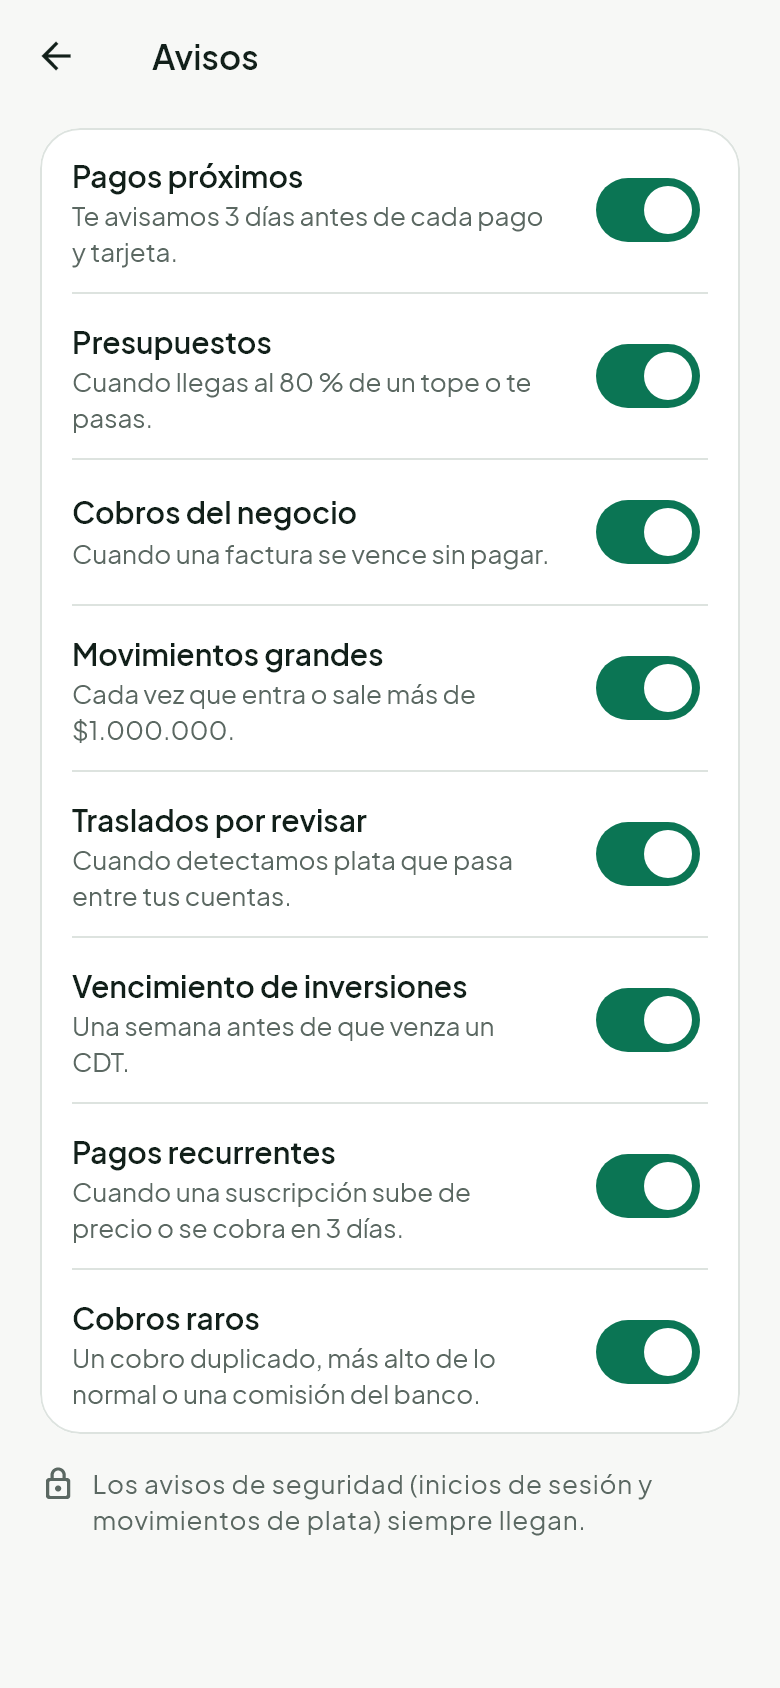 Avisos
Pagos próximos
Te avisamos 3 días antes de cada pago
y tarjeta.
Presupuestos
Cuando llegas al 80 % de un tope o te
pasas.
Cobros del negocio
Cuando una factura se vence sin pagar.
Movimientos grandes
Cada vez que entra o sale más de
$1.000.000.
Traslados por revisar
Cuando detectamos plata que pasa
entre tus cuentas.
Vencimiento de inversiones
Una semana antes de que venza un
CDT.
Pagos recurrentes
Cuando una suscripción sube de
precio o se cobra en 3 días.
Cobros raros
Un cobro duplicado, más alto de lo
normal o una comisión del banco.
Los avisos de seguridad (inicios de sesión y
movimientos de plata) siempre llegan.